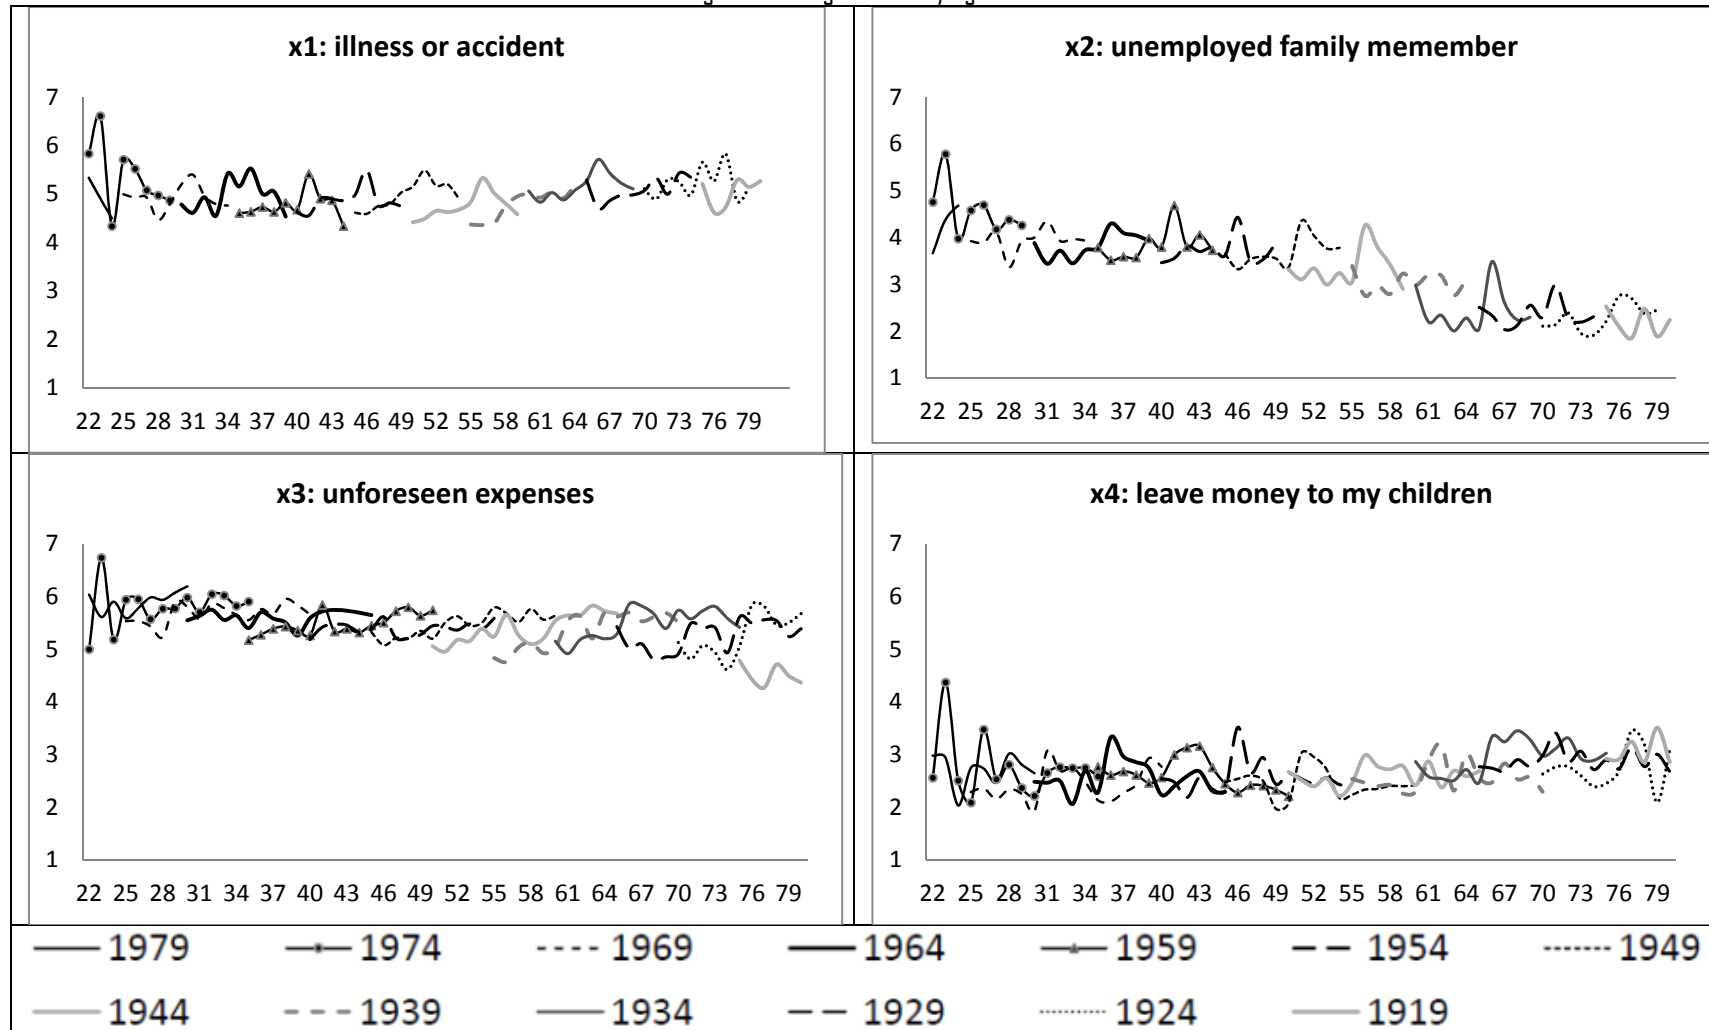 x1: illness or accident
7
6
5
4
3
2
1
22 25 28 31 34 37 40 43 46 49 52 55 58 61 64 67 70 73 76 79
x2: unemployed family memember
7
6
5
4
3
2
1
22 25 28 31 34 37 40 43 46 49 52 55 58 61 64 67 70 73 76 79
x3: unforeseen expenses
7
6
5
4
3
2
1
22 25 28 31 34 37 40 43 46 49 52 55 58 61 64 67 70 73 76 79
x4: leave money to my children
7
6
5
4
3
2
1
22 25 28 31 34 37 40 43 46 49 52 55 58 61 64 67 70 73 76 79
1979 1974 1969 1964 1959 1954 1949
1944 1939 1934 1929 1924 1919